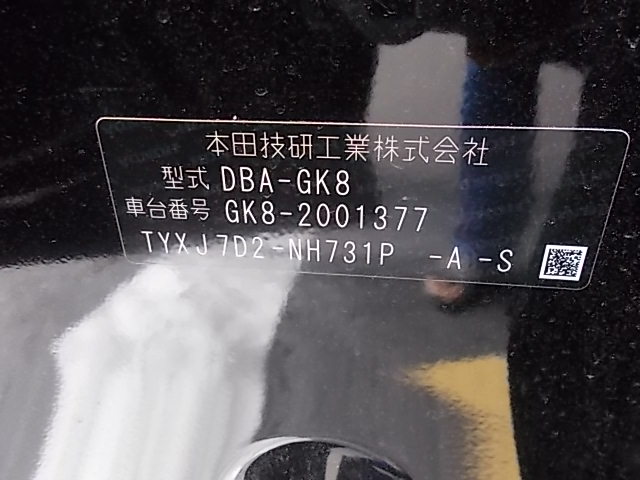 本田技研工業株式会社
型式 DBA-GK8
車台番号 GK8-2001377
TYXJ7D2-NH731P -A -S